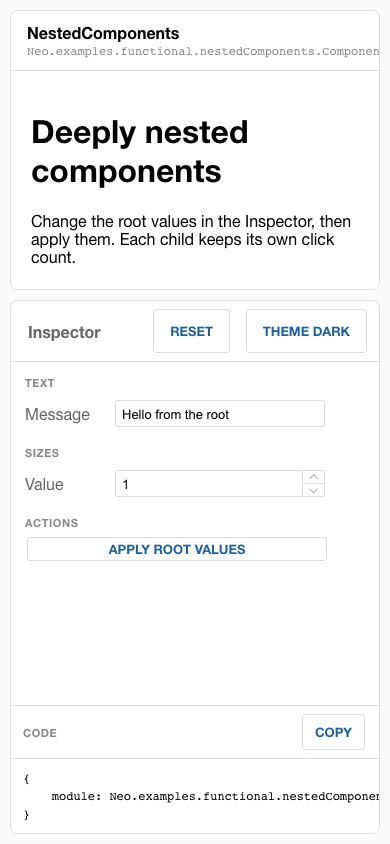 NestedComponents
Neo.examples.functional.nestedComponents.Componen
Deeply nested
components
Change the root values in the Inspector, then
apply them. Each child keeps its own click
count.
Inspector
RESET
THEME DARK
TEXT
Message
Hello from the root
SIZES
Value
1
ACTIONS
APPLY ROOT VALUES
CODE
COPY
{
    module: Neo.examples.functional.nestedComponen
}